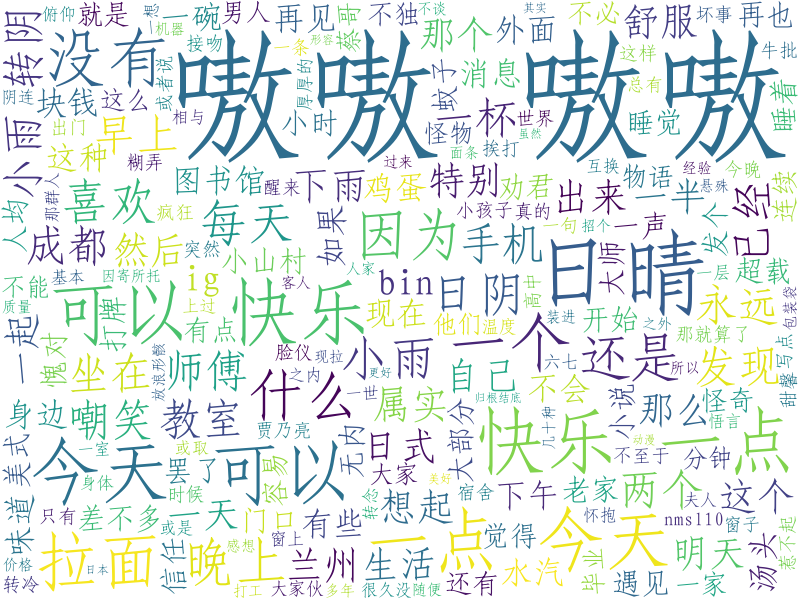 俯仰
就是
一碗
男人
再见
哥
不独
不必
坏事
再也
不谈
其实
一想
机器
或者说
接吻
一条
形容
蔡
那个
外面
舒服
这样
牛批
转阴
没有
嗷嗷
嗷嗷
厚厚的
蚊子
消息
总有
睡着
阴连
块钱
这么
相与
小时
怪物
一杯
世界
睡觉
虽然
小雨
出门
早上
这种
糊弄
挨打
过来
面条
互换
经验
今晚
人均
那群人
喜欢
疯狂
图书馆
醒来
下雨
鸡蛋
特别
劝君
出来
物语
一半
悬殊
已经
连续
成都
然后
每天
突然
如果
因为
手机
小孩子
真的
一句
招个
一声
大师
发个
一层
超载
不能
基本
因寄所托
小山村
人家
ig
bin
日阴
高中
日晴
质量
打牌
上过
客人
可以
快乐
现在
他们
温度
装进
之外
开始
那就算了
永远
包装袋
一起
愧对
有点
脸仪
现拉
小雨
一个
还是
六七
所以
发现
写点
坐在
师傅
放浪形骸
之内
一世
更好
自己
不会
小说
那么
怪奇
甜馨
身边
嘲笑
教室
什么
贾乃亮
无内
属实
归根结底
几十种
大部分
悟言
美式
今天
可以
一室
或取
日式
快乐
动漫
一点
不至于
分钟
味道
罢了
身体
时候
容易
大家
转念
美好
想起
宿舍
下午
老家
两个
夫人
这个
只有
差不多
一天
门口
窗上
有些
觉得
怀抱
nmsl10
窗子
惹不起
价格
日本
拉面
或是
信任
晚上
感想
兰州
一点
生活
今天
明天
汤头
转冷
打工
大家伙
多年
很久没
随便
还有
水汽
毕竟
不亦
遇见
一家